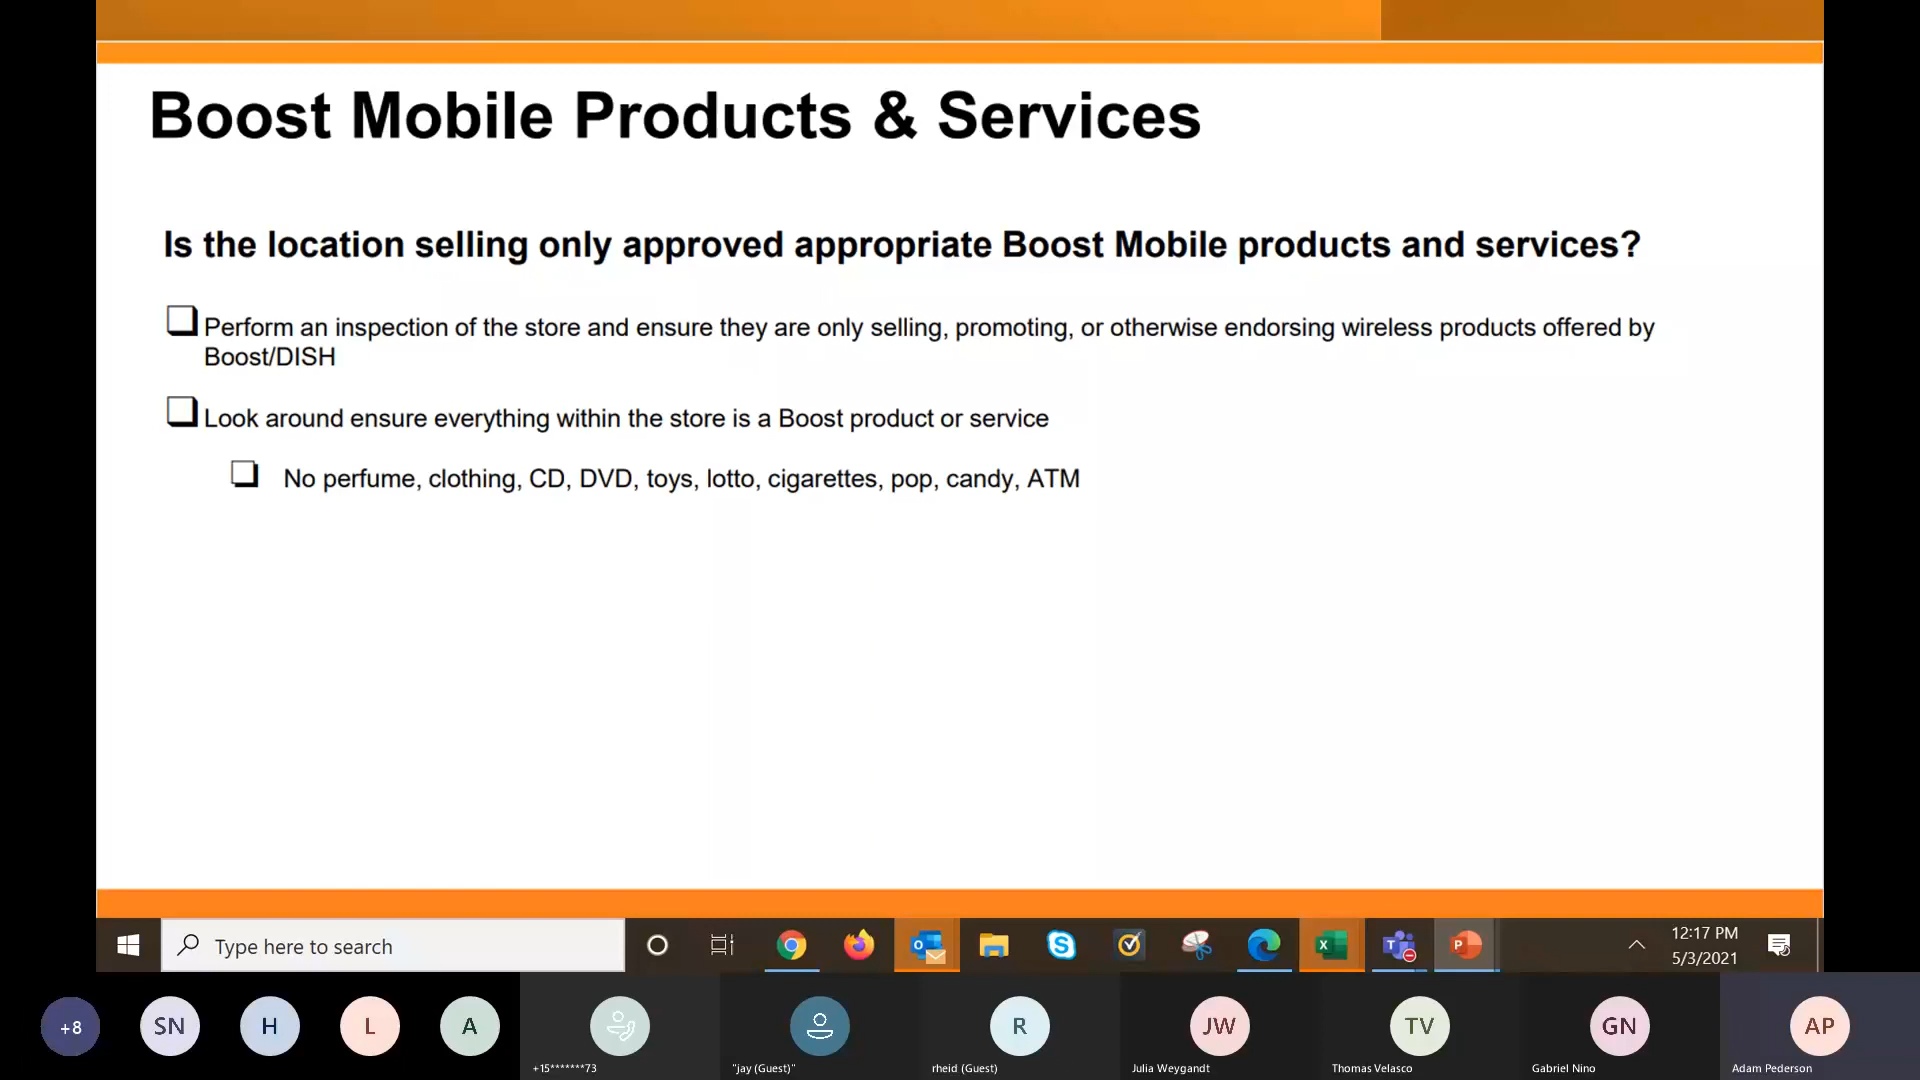 Boost Mobile Products & Services
Is the location selling only approved appropriate Boost Mobile products and services?
Perform an inspection of the store and ensure they are only selling, promoting, or otherwise endorsing wireless products offered by
Boost/DISH
Look around ensure everything within the store is a Boost product or service
No perfume, clothing, CD, DVD, toys, lotto, cigarettes, pop, candy, ATM
Type here to search
12:17 PM
5/3/2021
+8
SN
H
L
A
R
JW
TV
GN
AP
+15*******73
"jay (Guest)"
rheid (Guest)
Julia Weygandt
Thomas Velasco
Gabriel Nino
Adam Pederson